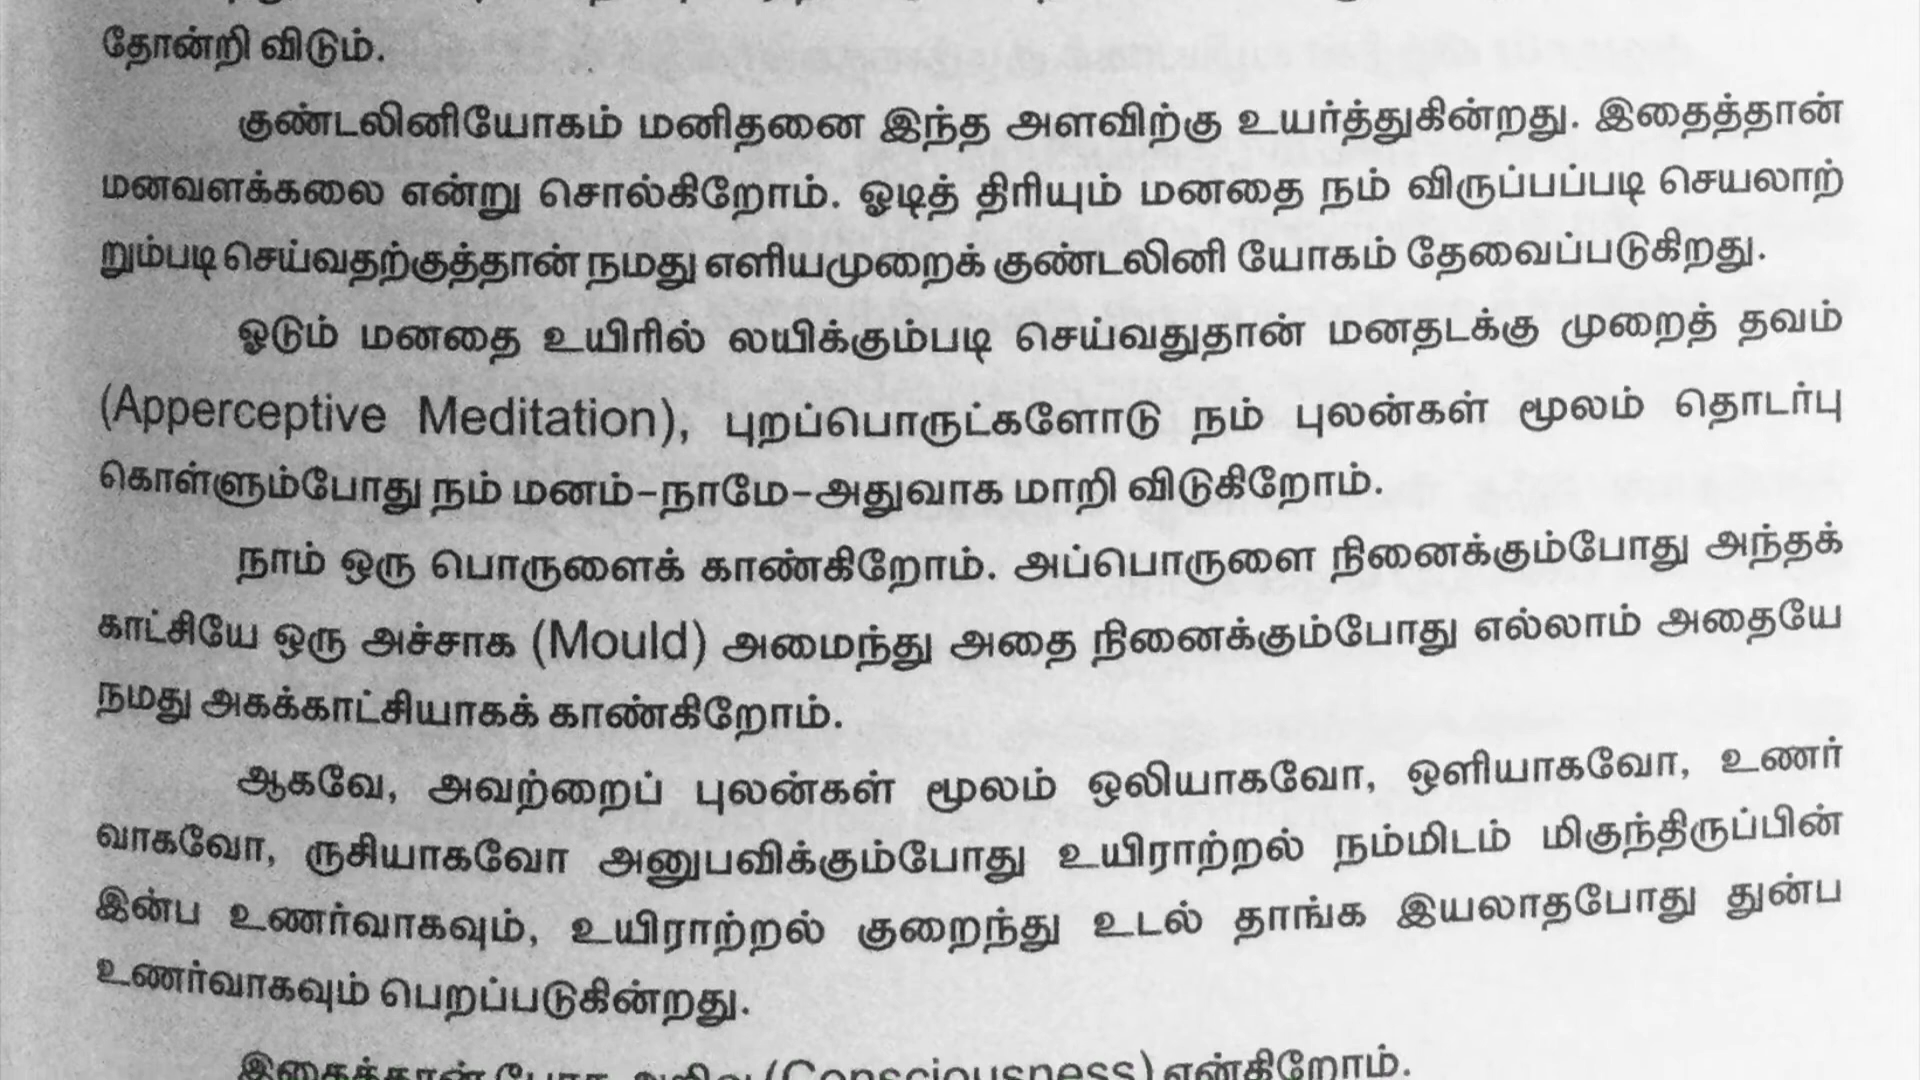 தோன்றி விடும்.
குண்டலினியோகம் மனிதனை இந்த அளவிற்கு உயர்த்துகின்றது. இதைத்தான்
மனவளக்கலை என்று சொல்கிறோம். ஓடித் திரியும் மனதை நம் விருப்பப்படி செயலாற்
றும்படி செய்வதற்குத்தான் நமது எளியமுறைக் குண்டலினி யோகம் தேவைப்படுகிறது.
ஓடும் மனதை உயிரில் லயிக்கும்படி செய்வதுதான் மனதடக்கு முறைத் தவம்
(Apperceptive Meditation), புறப்பொருட்களோடு நம் புலன்கள் மூலம் தொடர்பு
கொள்ளும்போது நம் மனம்–நாமே–அதுவாக மாறி விடுகிறோம்.
நாம் ஒரு பொருளைக் காண்கிறோம். அப்பொருளை நினைக்கும்போது அந்தக்
காட்சியே ஒரு அச்சாக (Mould) அமைந்து அதை நினைக்கும்போது எல்லாம் அதையே
நமது அகக்காட்சியாகக் காண்கிறோம்.
ஆகவே, அவற்றைப் புலன்கள் மூலம் ஒலியாகவோ, ஒளியாகவோ, உணர்
வாகவோ, ருசியாகவோ அனுபவிக்கும்போது உயிராற்றல் நம்மிடம் மிகுந்திருப்பின்
இன்ப உணர்வாகவும், உயிராற்றல் குறைந்து உடல் தாங்க இயலாதபோது துன்ப
உணர்வாகவும் பெறப்படுகின்றது.
இதைத்தான் (Consciousness) என்கிறோம்.